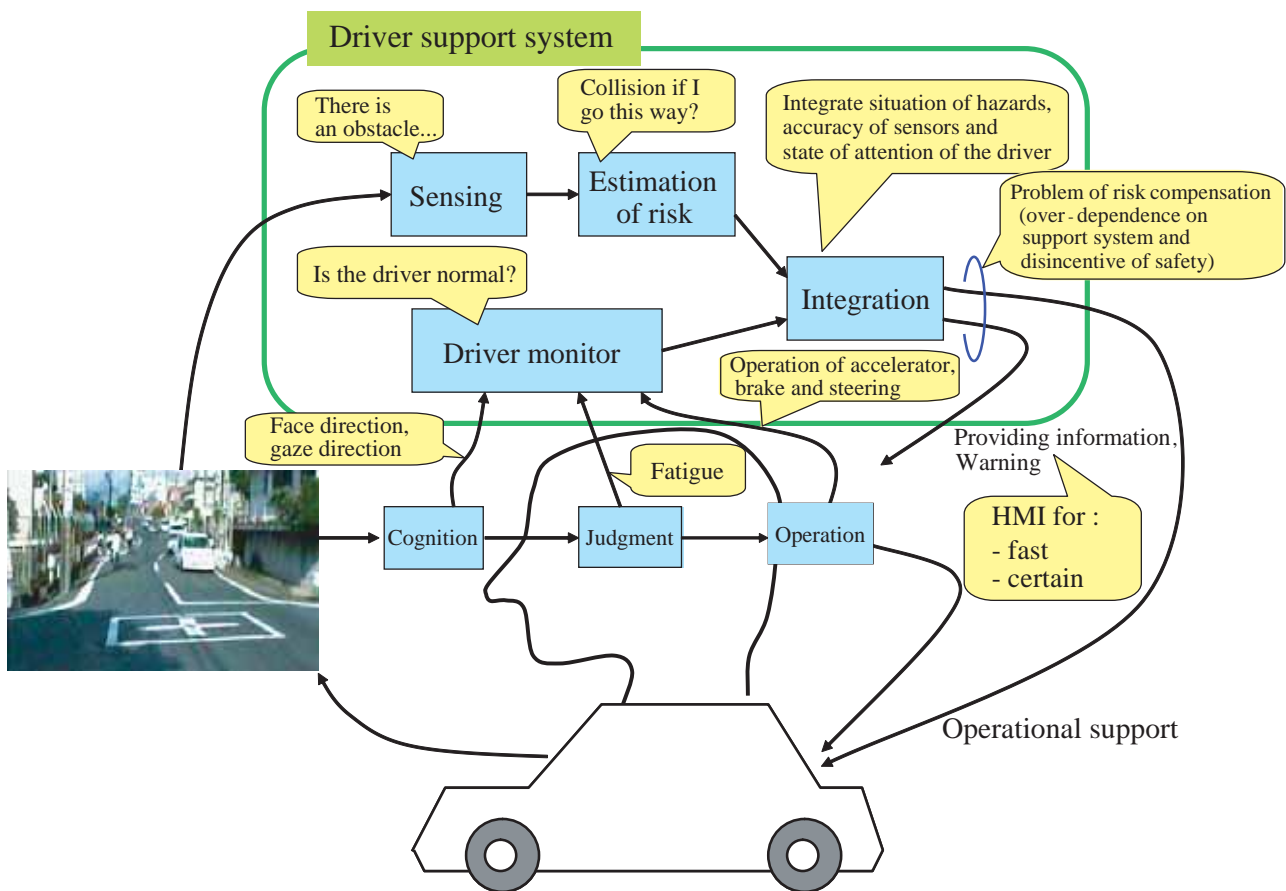 Driver support system
There is
an obstacle...
Collision if I
go this way?
Integrate situation of hazards,
accuracy of sensors and
state of attention of the driver
Sensing
Estimation
of risk
Problem of risk compensation
(over-dependence on
support system and
disincentive of safety)
Is the driver normal?
Integration
Driver monitor
Operation of accelerator,
brake and steering
Face direction,
gaze direction
Fatigue
Providing information,
Warning
Cognition
Judgment
Operation
HMI for :
- fast
- certain
Operational support